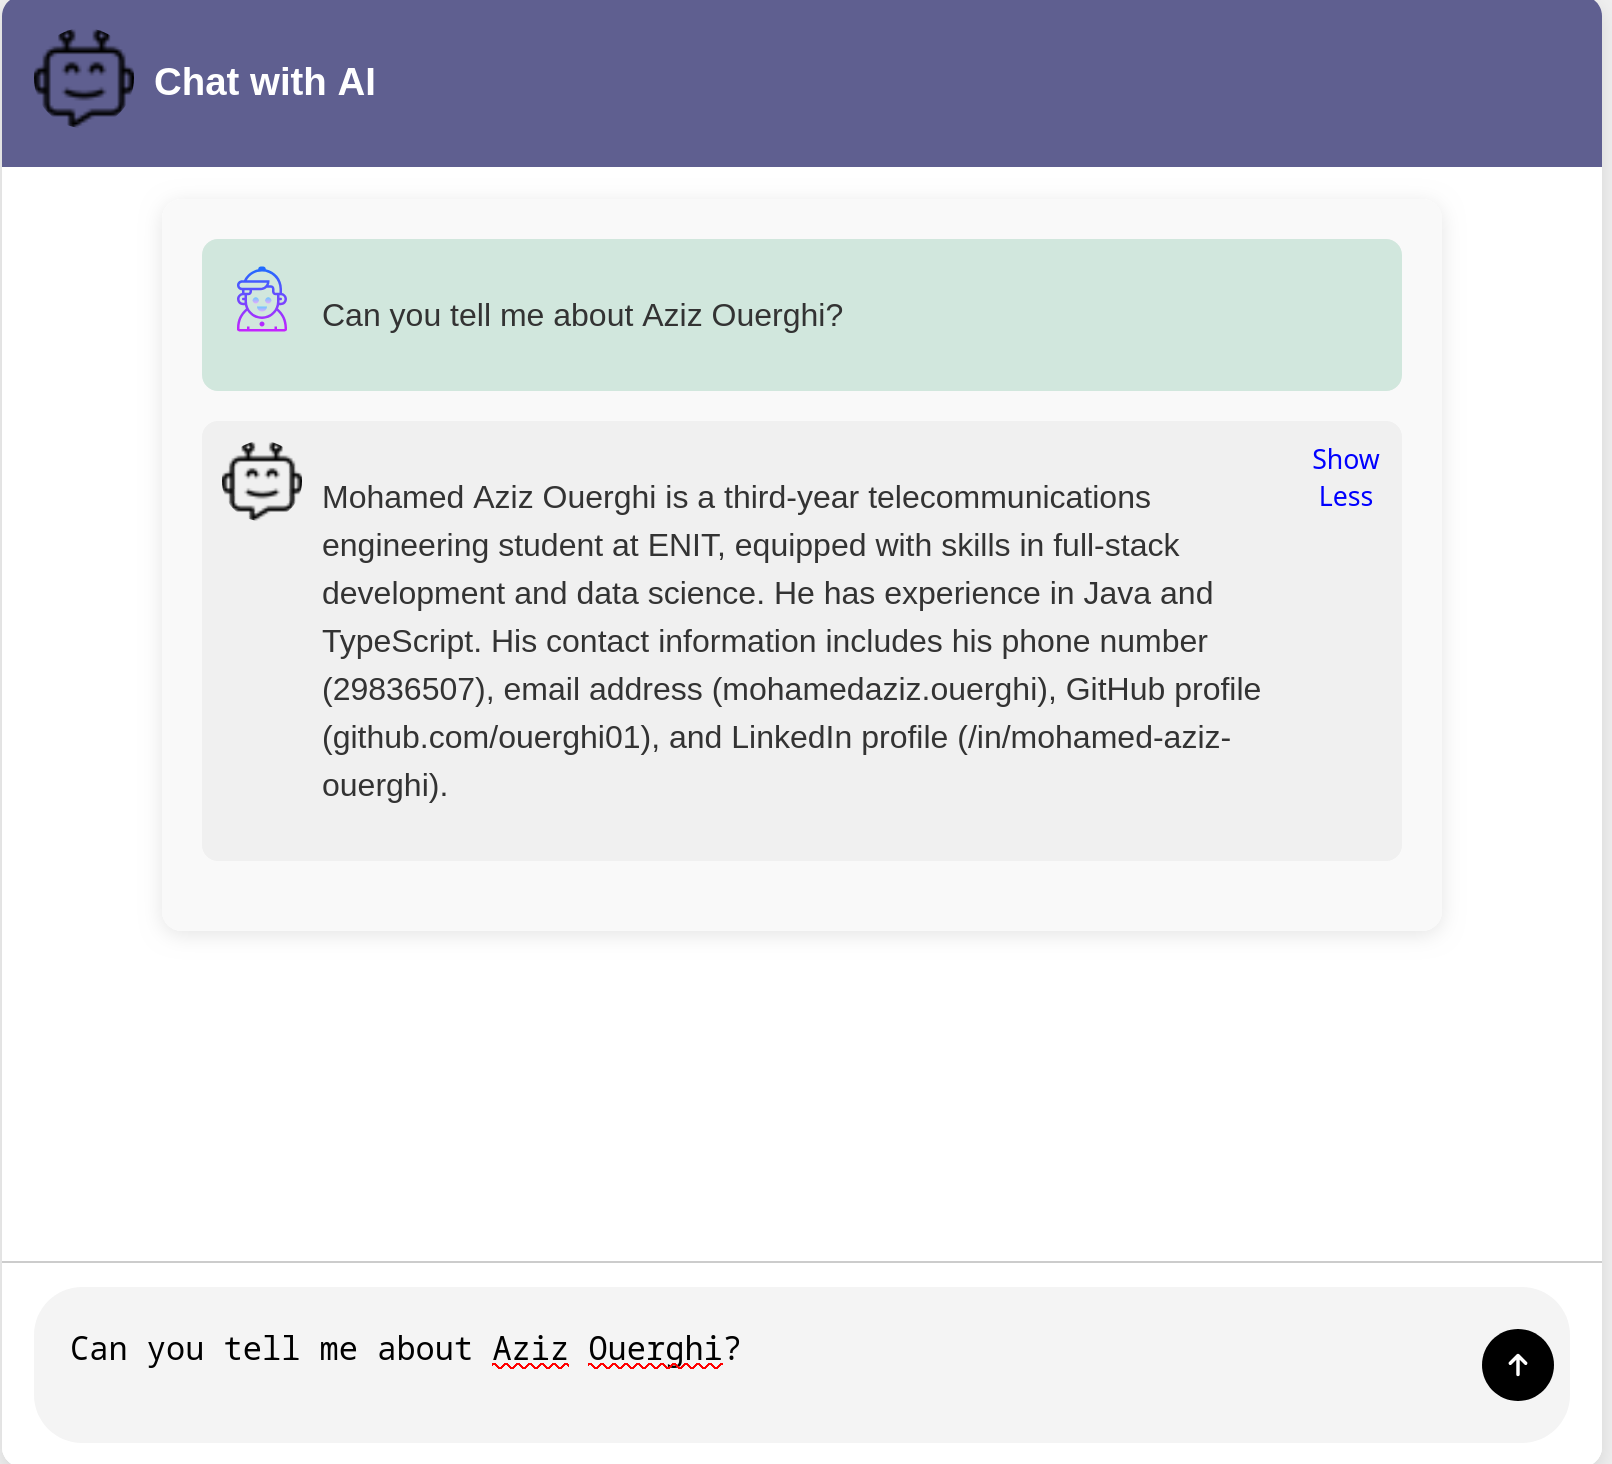 Chat with AI
Can you tell me about Aziz Ouerghi?
Show
Less
Mohamed Aziz Ouerghi is a third-year telecommunications
engineering student at ENIT, equipped with skills in full-stack
development and data science. He has experience in Java and
TypeScript. His contact information includes his phone number
(29836507), email address (mohamedaziz.ouerghi), GitHub profile
(github.com/ouerghi01), and LinkedIn profile (/in/mohamed-aziz-
ouerghi).
Can you tell me about Aziz Ouerghi?